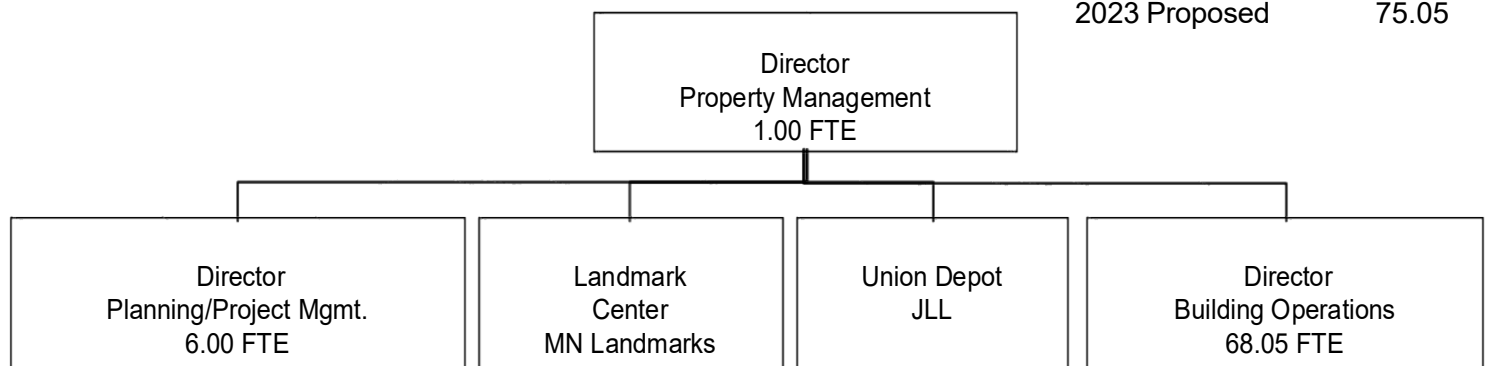 2023 Proposed 75.05
Director
Property Management
1.00 FTE
Director
Planning/Project Mgmt.
6.00 FTE
Landmark
Center
MN Landmarks
Union Depot
JLL
Director
Building Operations
68.05 FTE